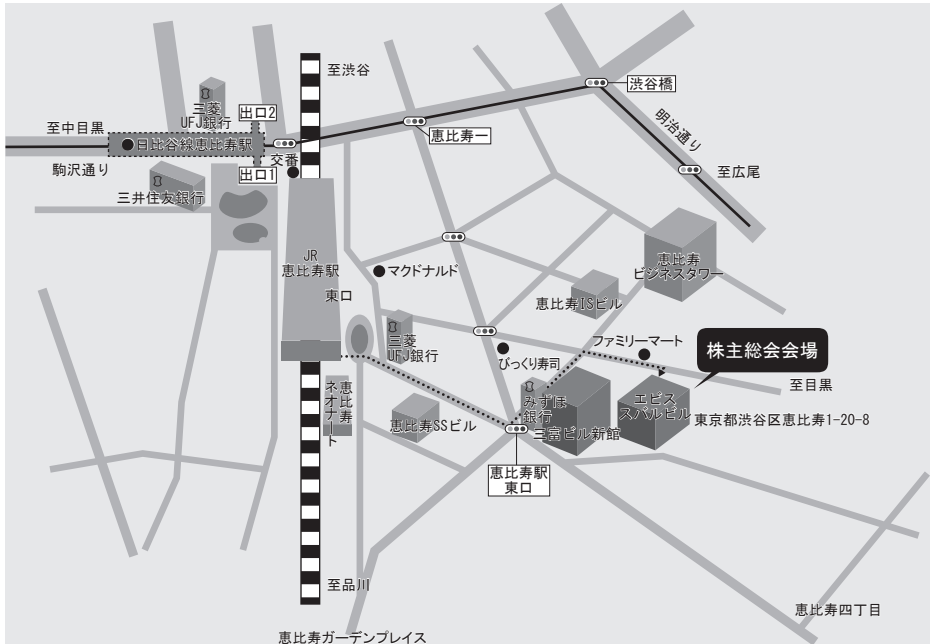 至渋谷
渋谷橋
三菱
UFJ銀行
出口2
至中目黒
日比谷線恵比寿駅
恵比寿一
明治通り
駒沢通り
出口1
交番
至広尾
三井住友銀行
JR
恵比寿駅
東口
マクドナルド
恵比寿
ビジネスタワー
恵比寿ISビル
三菱
UFJ銀行
びっくり寿司
ファミリーマート
株主総会会場
至目黒
恵比寿
ネオナート
恵比寿SSビル
みずほ
銀行
三富ビル新館
エビス
スバルビル
東京都渋谷区恵比寿1-20-8
恵比寿駅
東口
至品川
恵比寿四丁目
恵比寿ガーデンプレイス